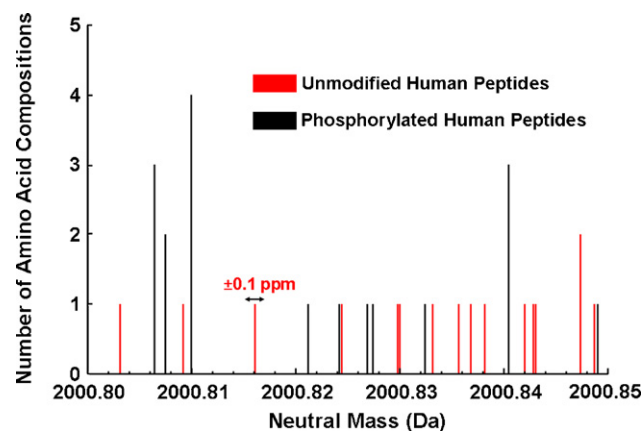 Number of Amino Acid Compositions
5
4
3
2
1
0
Unmodified Human Peptides
Phosphorylated Human Peptides
±0.1 ppm
2000.80 2000.81 2000.82 2000.83 2000.84 2000.85
Neutral Mass (Da)